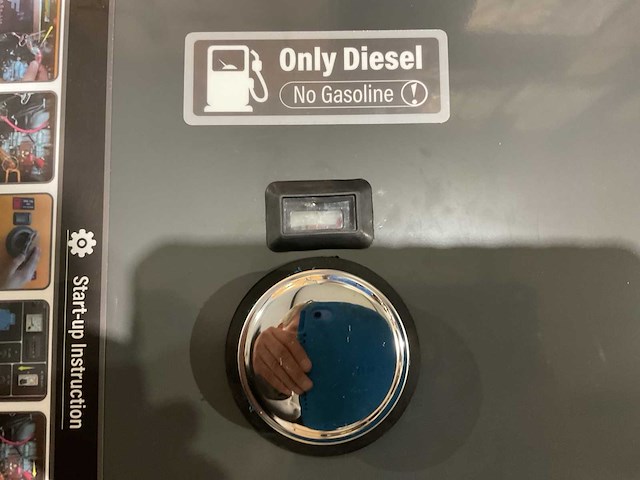 Only Diesel
No Gasoline
Start-up Instruction